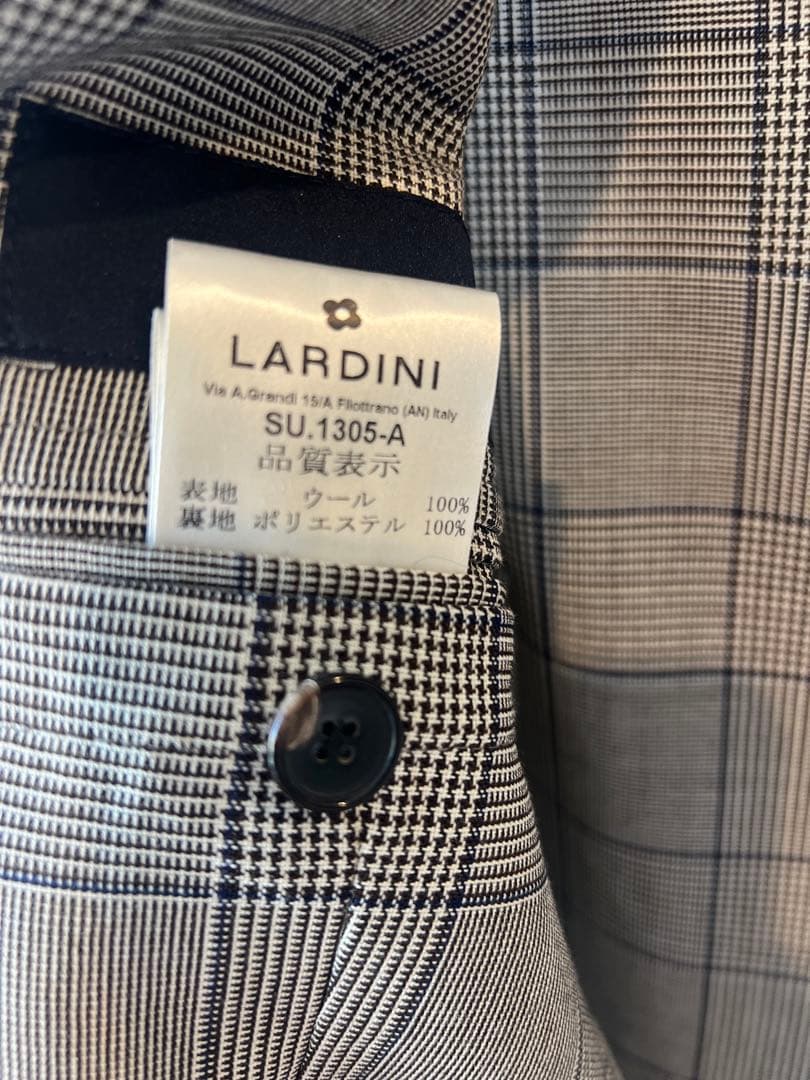 LARDINI
Via A.Grandi 15/A Filottrano (AN) Italy
SU.1305-A
品質表示
表地 ウール 100%
裏地 ポリエステル 100%